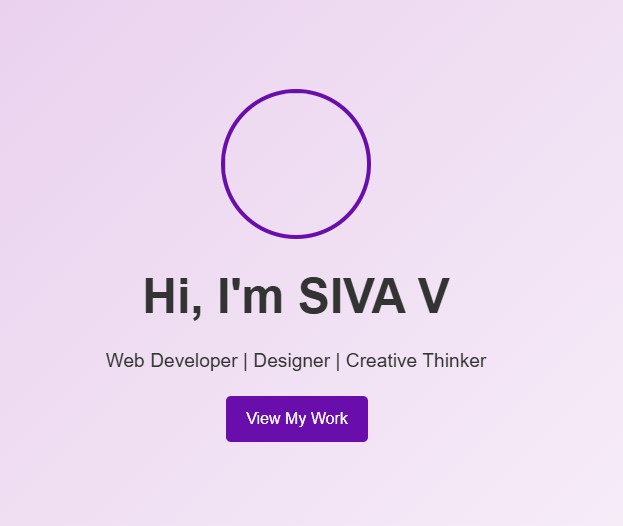 Hi, I'm SIVA V
Web Developer | Designer | Creative Thinker
View My Work